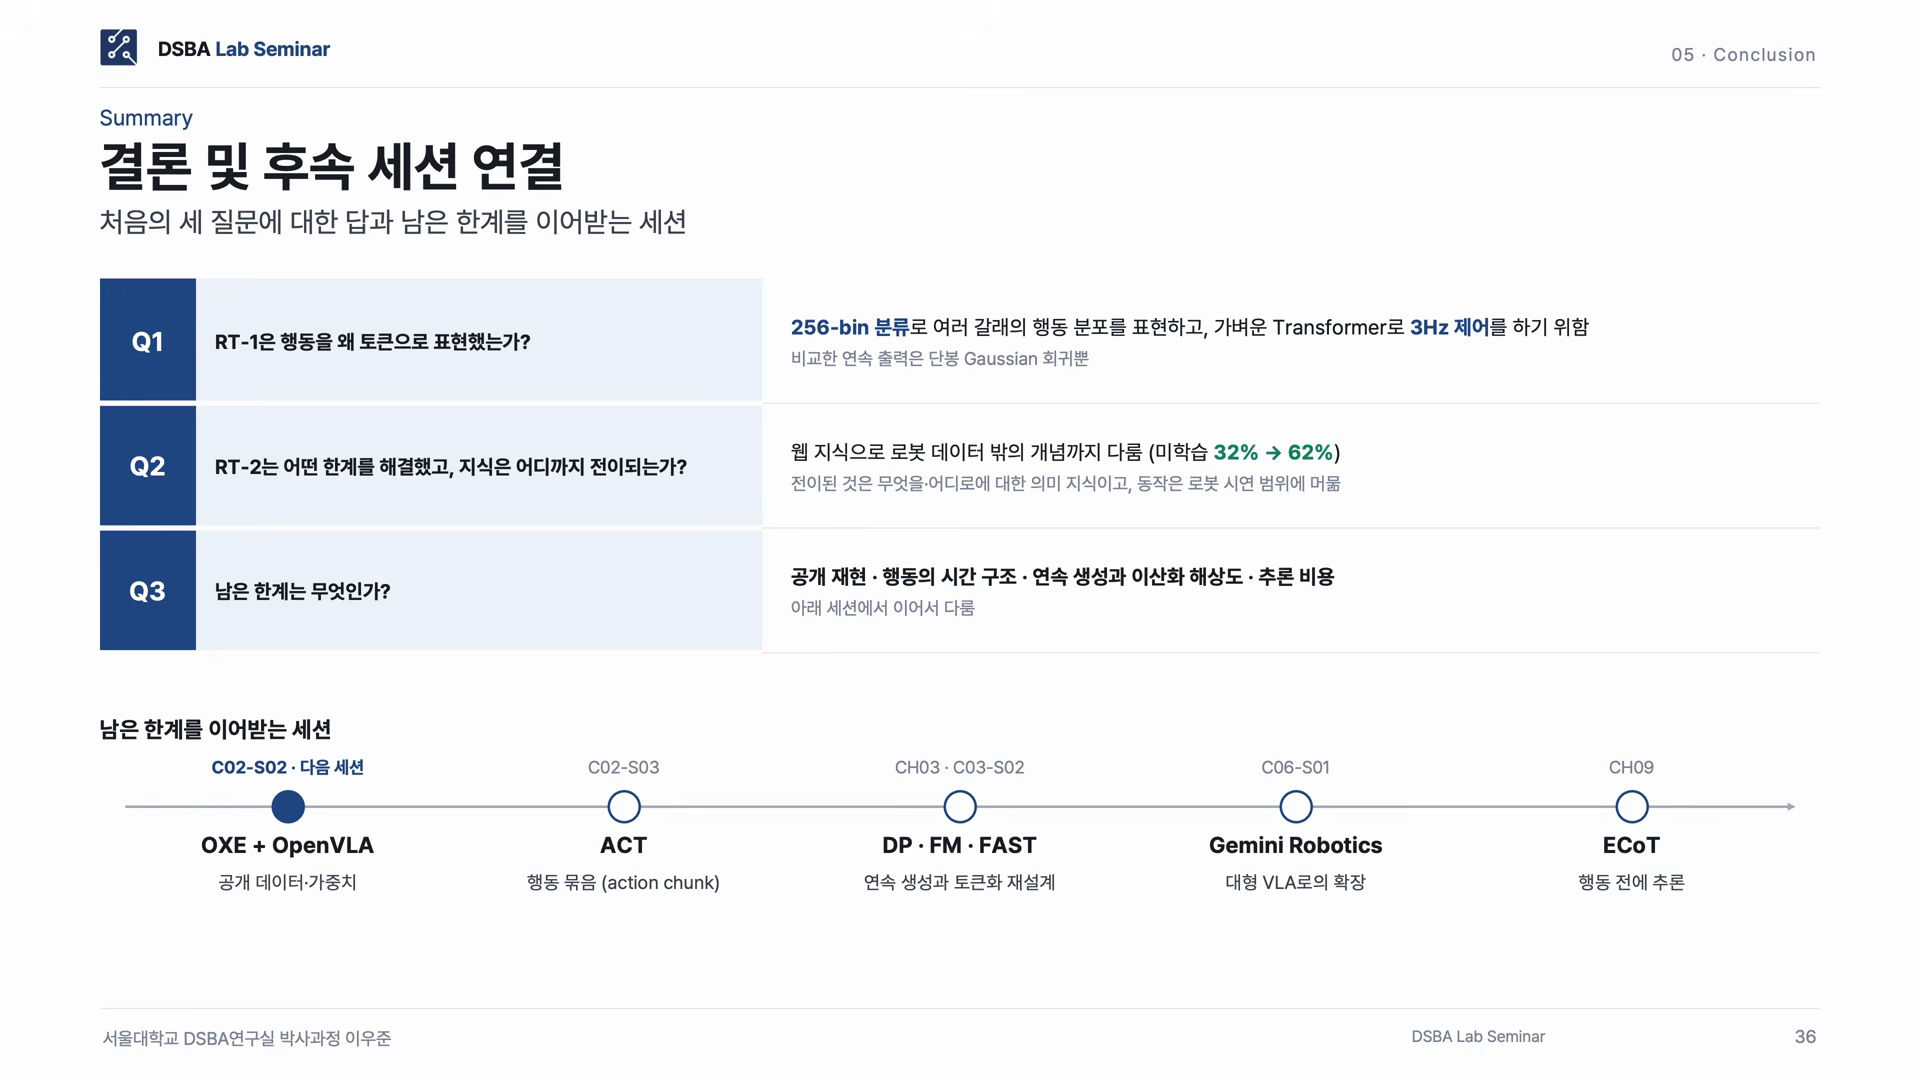 DSBA Lab Seminar
05 · Conclusion
Summary
결론 및 후속 세션 연결
처음의 세 질문에 대한 답과 남은 한계를 이어받는 세션
Q1
RT-1은 행동을 왜 토큰으로 표현했는가?
256-bin 분류로 여러 갈래의 행동 분포를 표현하고, 가벼운 Transformer로 3Hz 제어를 하기 위함
비교한 연속 출력은 단봉 Gaussian 회귀뿐
Q2
RT-2는 어떤 한계를 해결했고, 지식은 어디까지 전이되는가?
웹 지식으로 로봇 데이터 밖의 개념까지 다룸 (미학습 32% → 62%)
전이된 것은 무엇을·어디로에 대한 의미 지식이고, 동작은 로봇 시연 범위에 머묾
Q3
남은 한계는 무엇인가?
공개 재현 · 행동의 시간 구조 · 연속 생성과 이산화 해상도 · 추론 비용
아래 세션에서 이어서 다룸
남은 한계를 이어받는 세션
C02-S02 · 다음 세션
OXE + OpenVLA
공개 데이터·가중치
C02-S03
ACT
행동 묶음 (action chunk)
CH03 · C03-S02
DP · FM · FAST
연속 생성과 토큰화 재설계
C06-S01
Gemini Robotics
대형 VLA로의 확장
CH09
ECoT
행동 전에 추론
서울대학교 DSBA연구실 박사과정 이우준
DSBA Lab Seminar
36